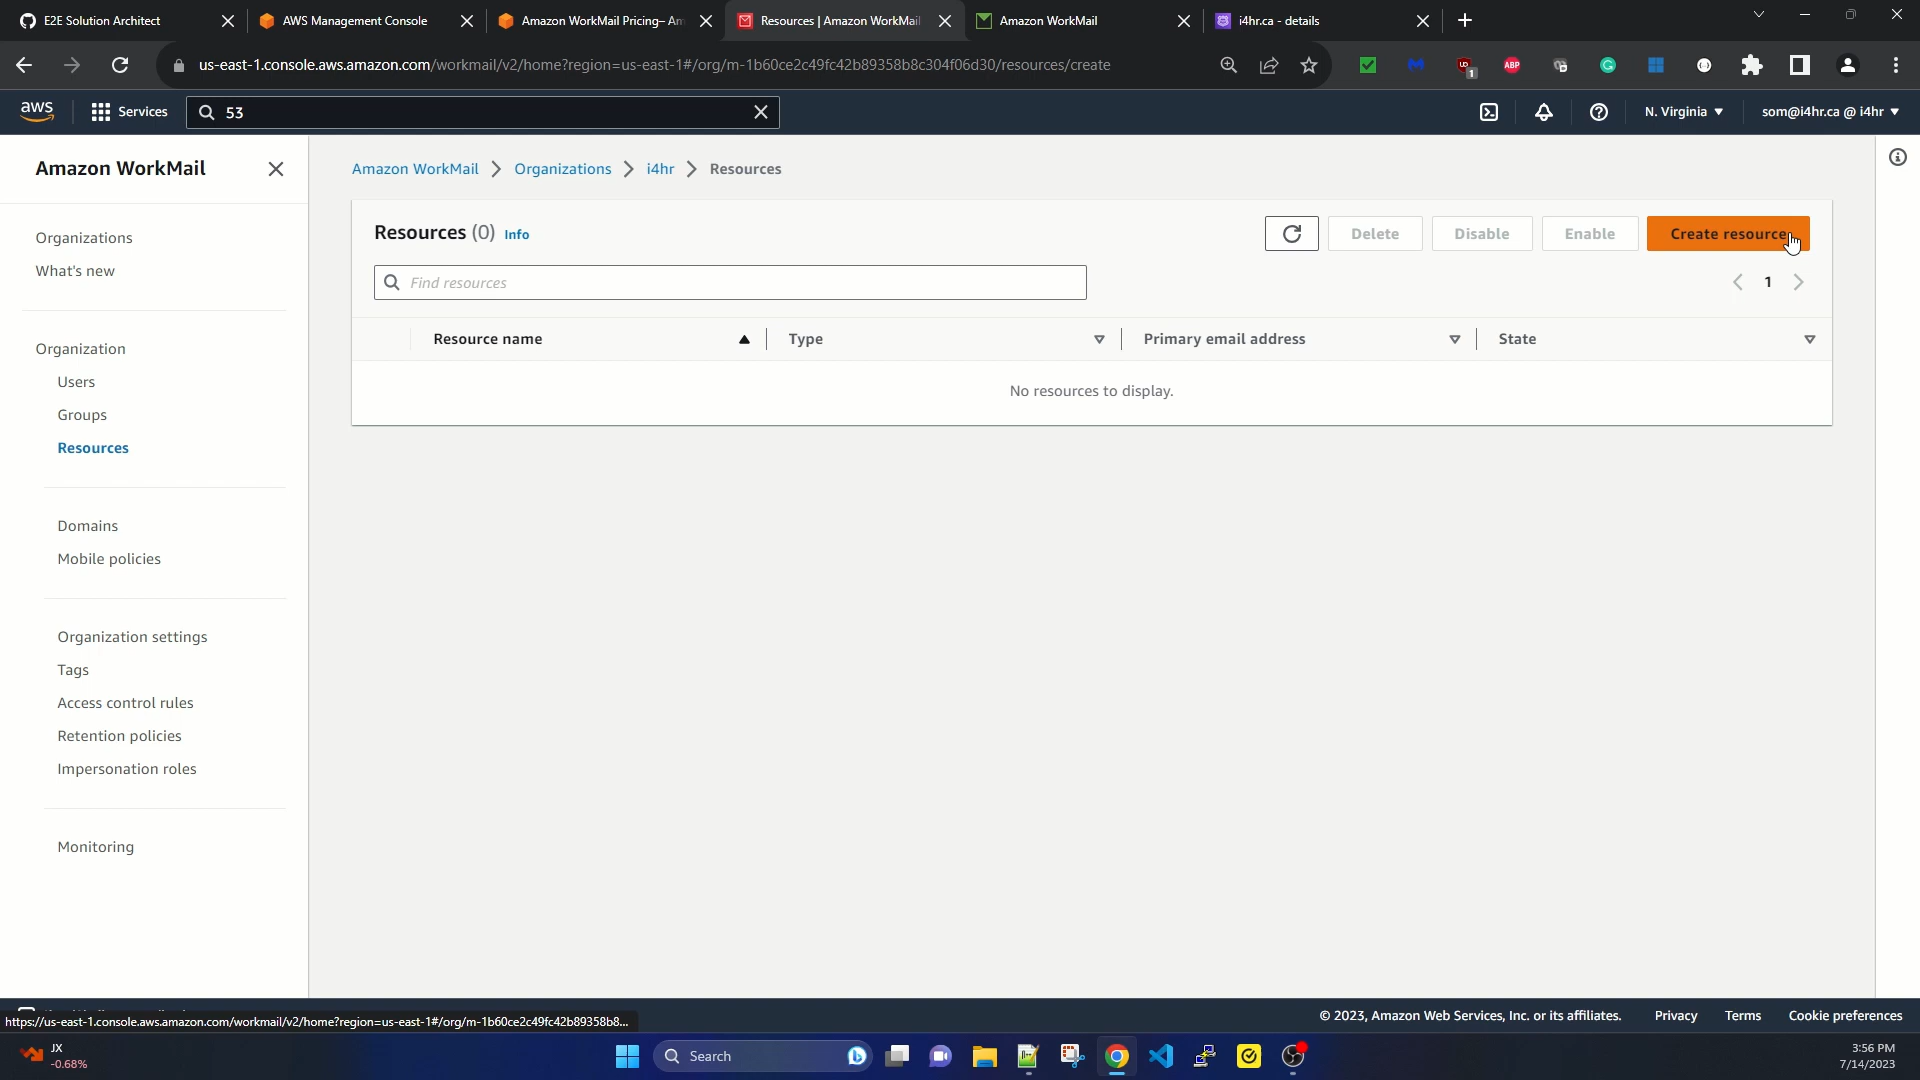 E2E Solution Architect
AWS Management Console
Amazon WorkMail Pricing– Am
Resources | Amazon WorkMail
Amazon WorkMail
i4hr.ca - details
us-east-1.console.aws.amazon.com/workmail/v2/home?region=us-east-1#/org/m-1b60ce2c49fc42b89358b8c304f06d30/resources/create
1
ABP
aws
Services
53
N. Virginia
som@i4hr.ca @ i4hr
Amazon WorkMail
Amazon WorkMail
Organizations
i4hr
Resources
Organizations
What's new
Organization
Users
Groups
Resources
Domains
Mobile policies
Organization settings
Tags
Access control rules
Retention policies
Impersonation roles
Monitoring
Resources (0) Info
Delete
Disable
Enable
Create resource
Find resources
1
Resource name
Type
Primary email address
State
No resources to display.
https://us-east-1.console.aws.amazon.com/workmail/v2/home?region=us-east-1#/org/m-1b60ce2c49fc42b89358b8...
© 2023, Amazon Web Services, Inc. or its affiliates.
Privacy
Terms
Cookie preferences
JX
-0.68%
Search
3:56 PM
7/14/2023